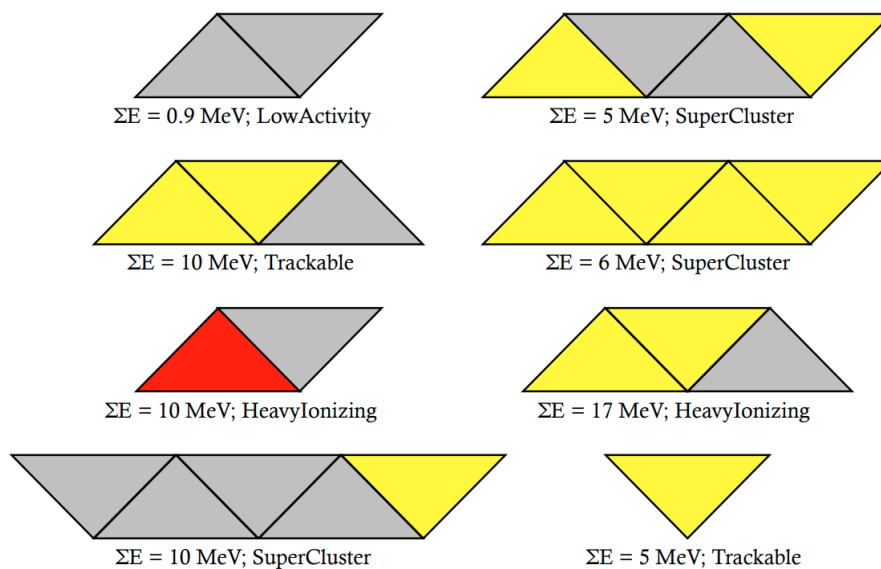 ΣE = 0.9 MeV; LowActivity
ΣE = 5 MeV; SuperCluster
ΣE = 10 MeV; Trackable
ΣE = 6 MeV; SuperCluster
ΣE = 10 MeV; HeavyIonizing
ΣE = 17 MeV; HeavyIonizing
ΣE = 10 MeV; SuperCluster
ΣE = 5 MeV; Trackable